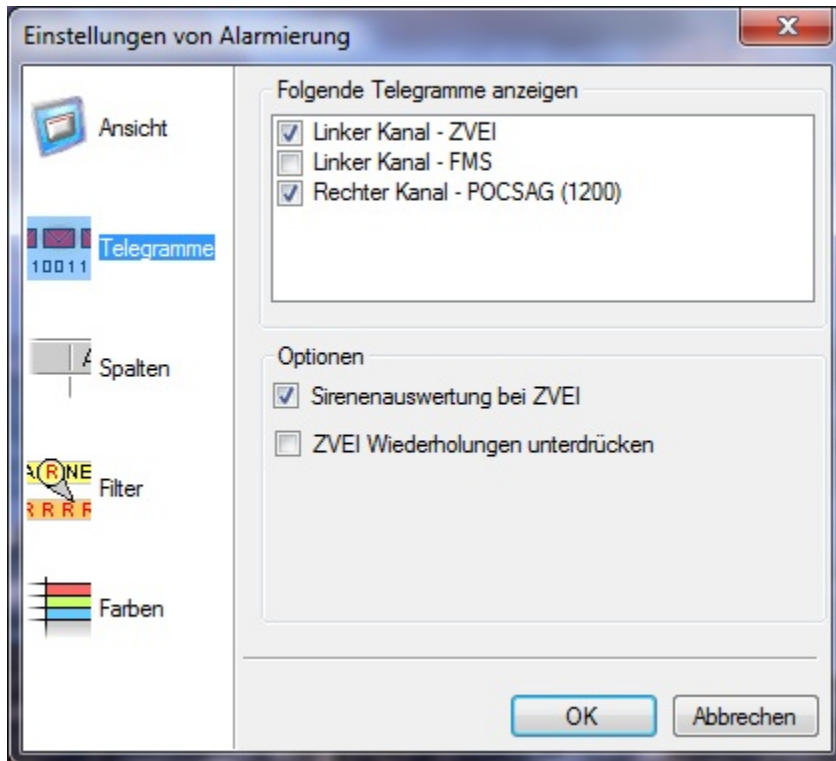 Einstellungen von Alarmierung
Ansicht
Telegramme
10011
Spalten
Filter
Farben
Folgende Telegramme anzeigen
Linker Kanal - ZVEI
Linker Kanal - FMS
Rechter Kanal - POCSAG (1200)
Optionen
Sirenenauswertung bei ZVEI
ZVEI Wiederholungen unterdrücken
OK
Abbrechen